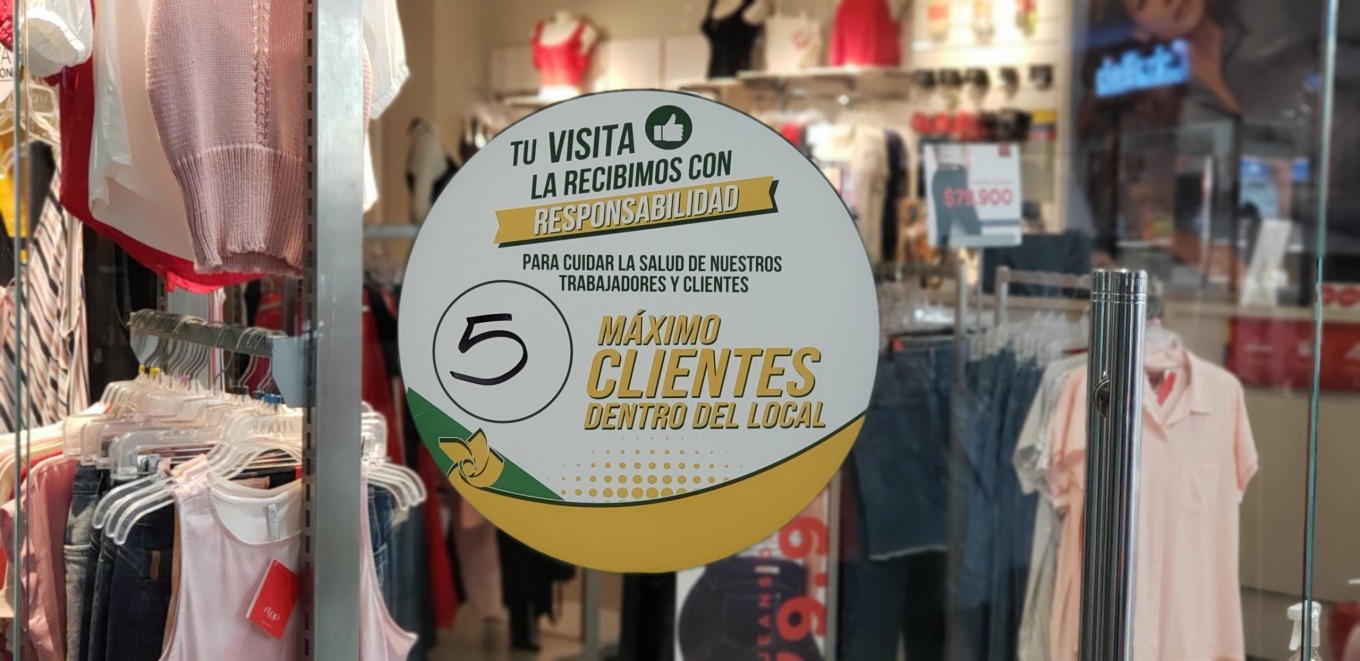 TU VISITA
LA RECIBIMOS CON
RESPONSABILIDAD
PARA CUIDAR LA SALUD DE NUESTROS
TRABAJADORES Y CLIENTES
5
MÁXIMO
CLIENTES
DENTRO DEL LOCAL
$79.900
JEANS